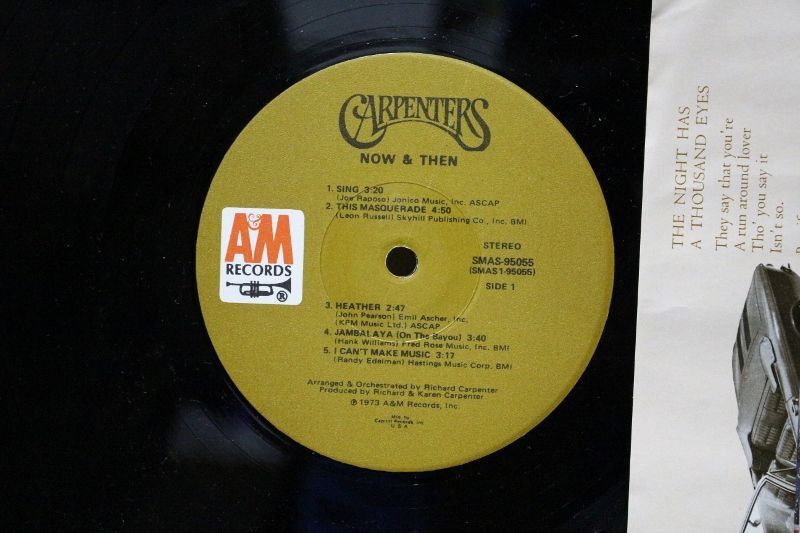 CARPENTERS
NOW & THEN
1. SING 3:20
(Joe Raposo) Jonico Music, Inc. ASCAP
2. THIS MASQUERADE 4:50
(Leon Russell) Skyhill Publishing Co., Inc. BMI
STEREO
SMAS-95055
(SMAS1-95055)
SIDE 1
A&M
RECORDS
®
3. HEATHER 2:47
(John Pearson) Emil Ascher, Inc.
(KPM Music Ltd.) ASCAP
4. JAMBALAYA (On The Bayou) 3:40
(Hank Williams) Fred Rose Music, Inc. BMI
5. I CAN'T MAKE MUSIC 3:17
(Randy Edelman) Hastings Music Corp. BMI
Arranged & Orchestrated by Richard Carpenter
Produced by Richard & Karen Carpenter
℗ 1973 A&M Records, Inc.
Mfg. by
Capitol Records, Inc.
U.S.A.
THE NIGHT HAS
A THOUSAND EYES
They say that you're
A run around lover
Tho' you say it
Isn't so.